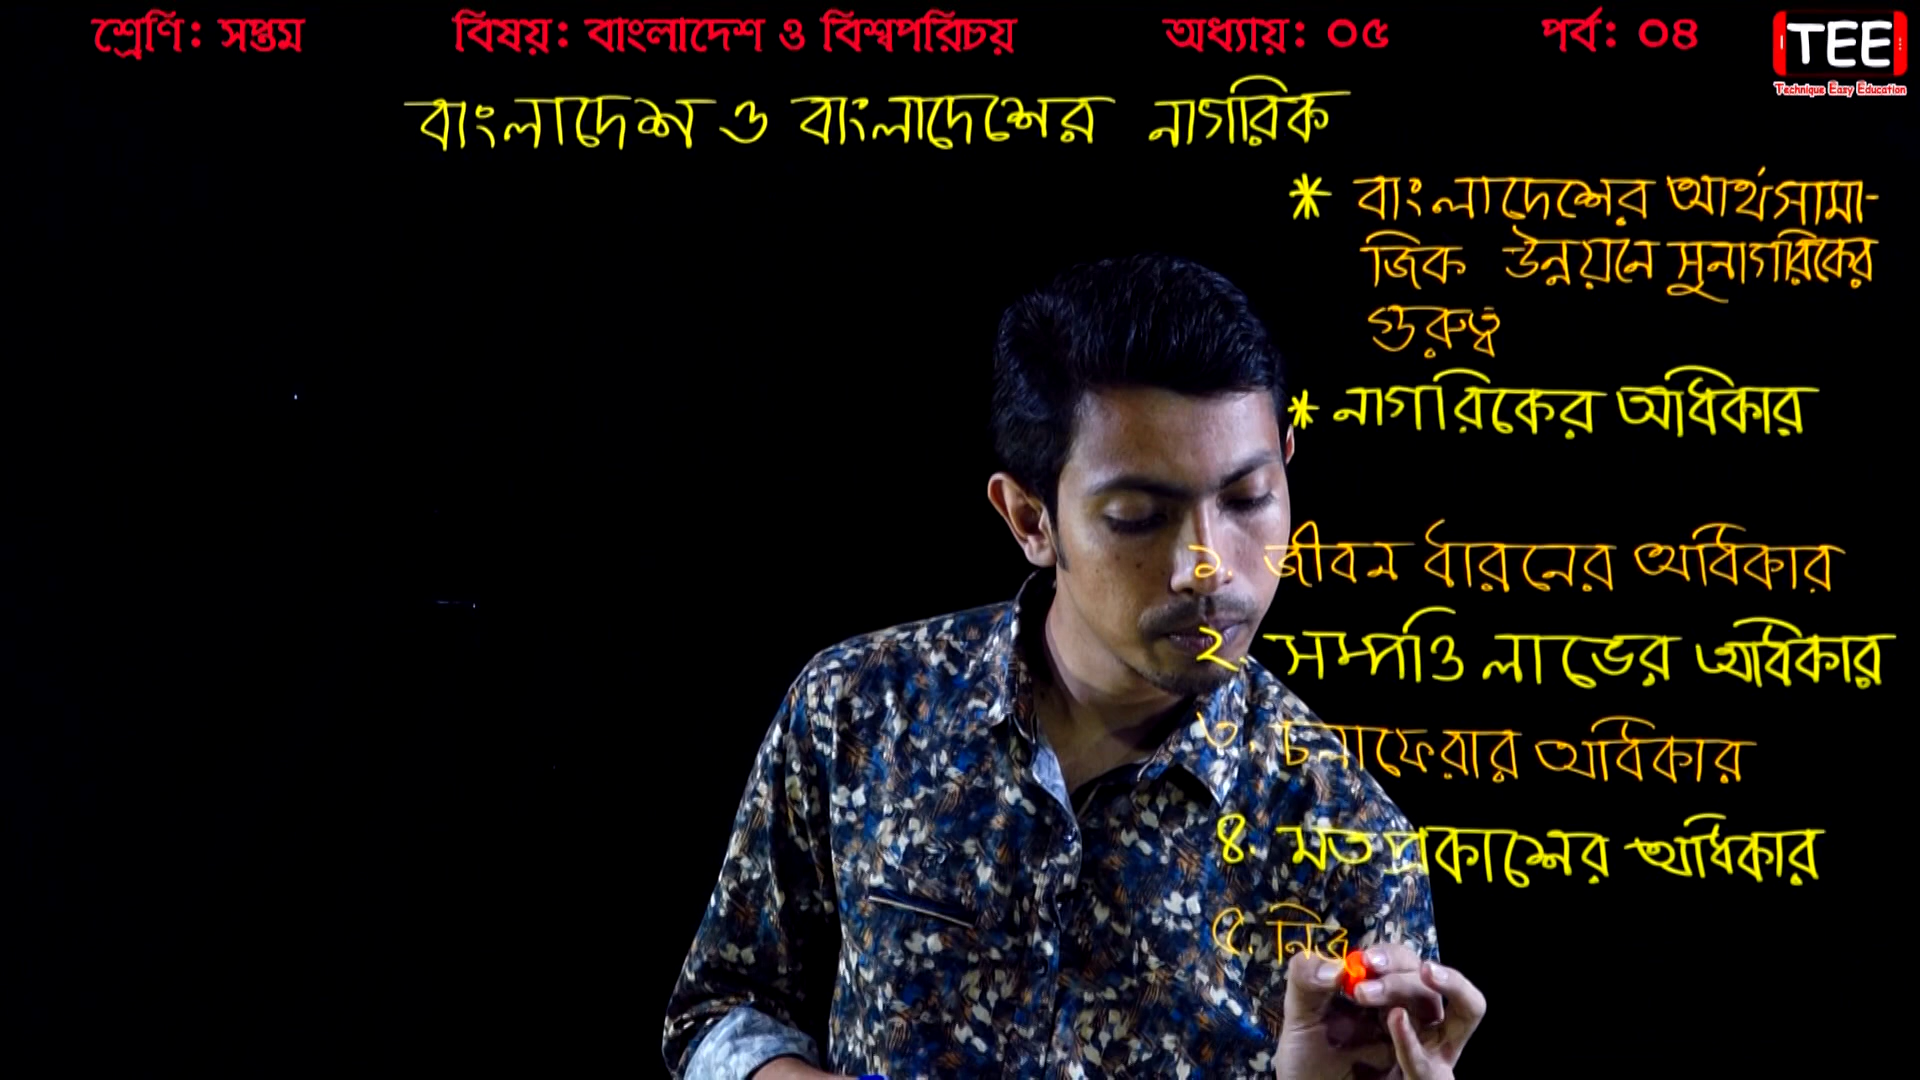 শ্রেণি: সপ্তম বিষয়: বাংলাদেশ ও বিশ্বপরিচয় অধ্যায়: ০৫ পর্ব: ০৪
TEE
Technique Easy Education
বাংলাদেশ ও বাংলাদেশের নাগরিক
* বাংলাদেশের আর্থসামা-
জিক উন্নয়নে সুনাগরিকের
গুরুত্ব
* নাগরিকের অধিকার
১. জীবন ধারনের অধিকার
২. সম্পত্তি লাভের অধিকার
৩. চলাফেরার অধিকার
৪. মতপ্রকাশের অধিকার
৫. নিজ